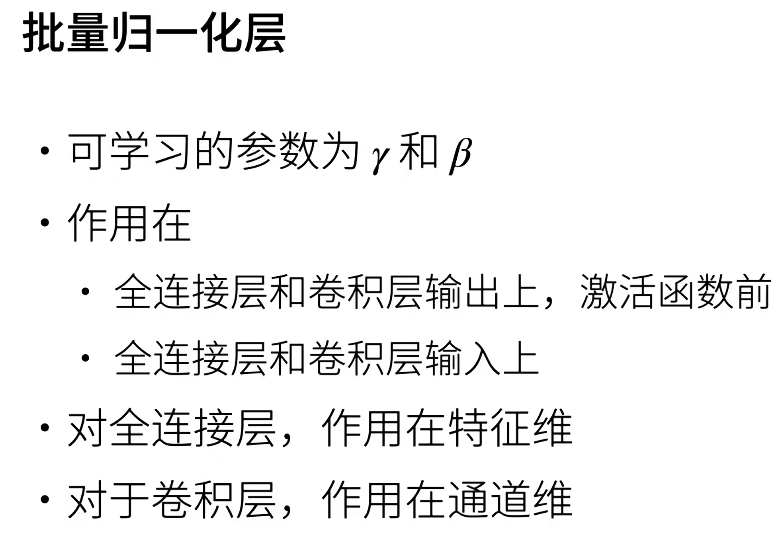 批量归一化层
• 可学习的参数为 γ 和 β
• 作用在
• 全连接层和卷积层输出上，激活函数前
• 全连接层和卷积层输入上
• 对全连接层，作用在特征维
• 对于卷积层，作用在通道维